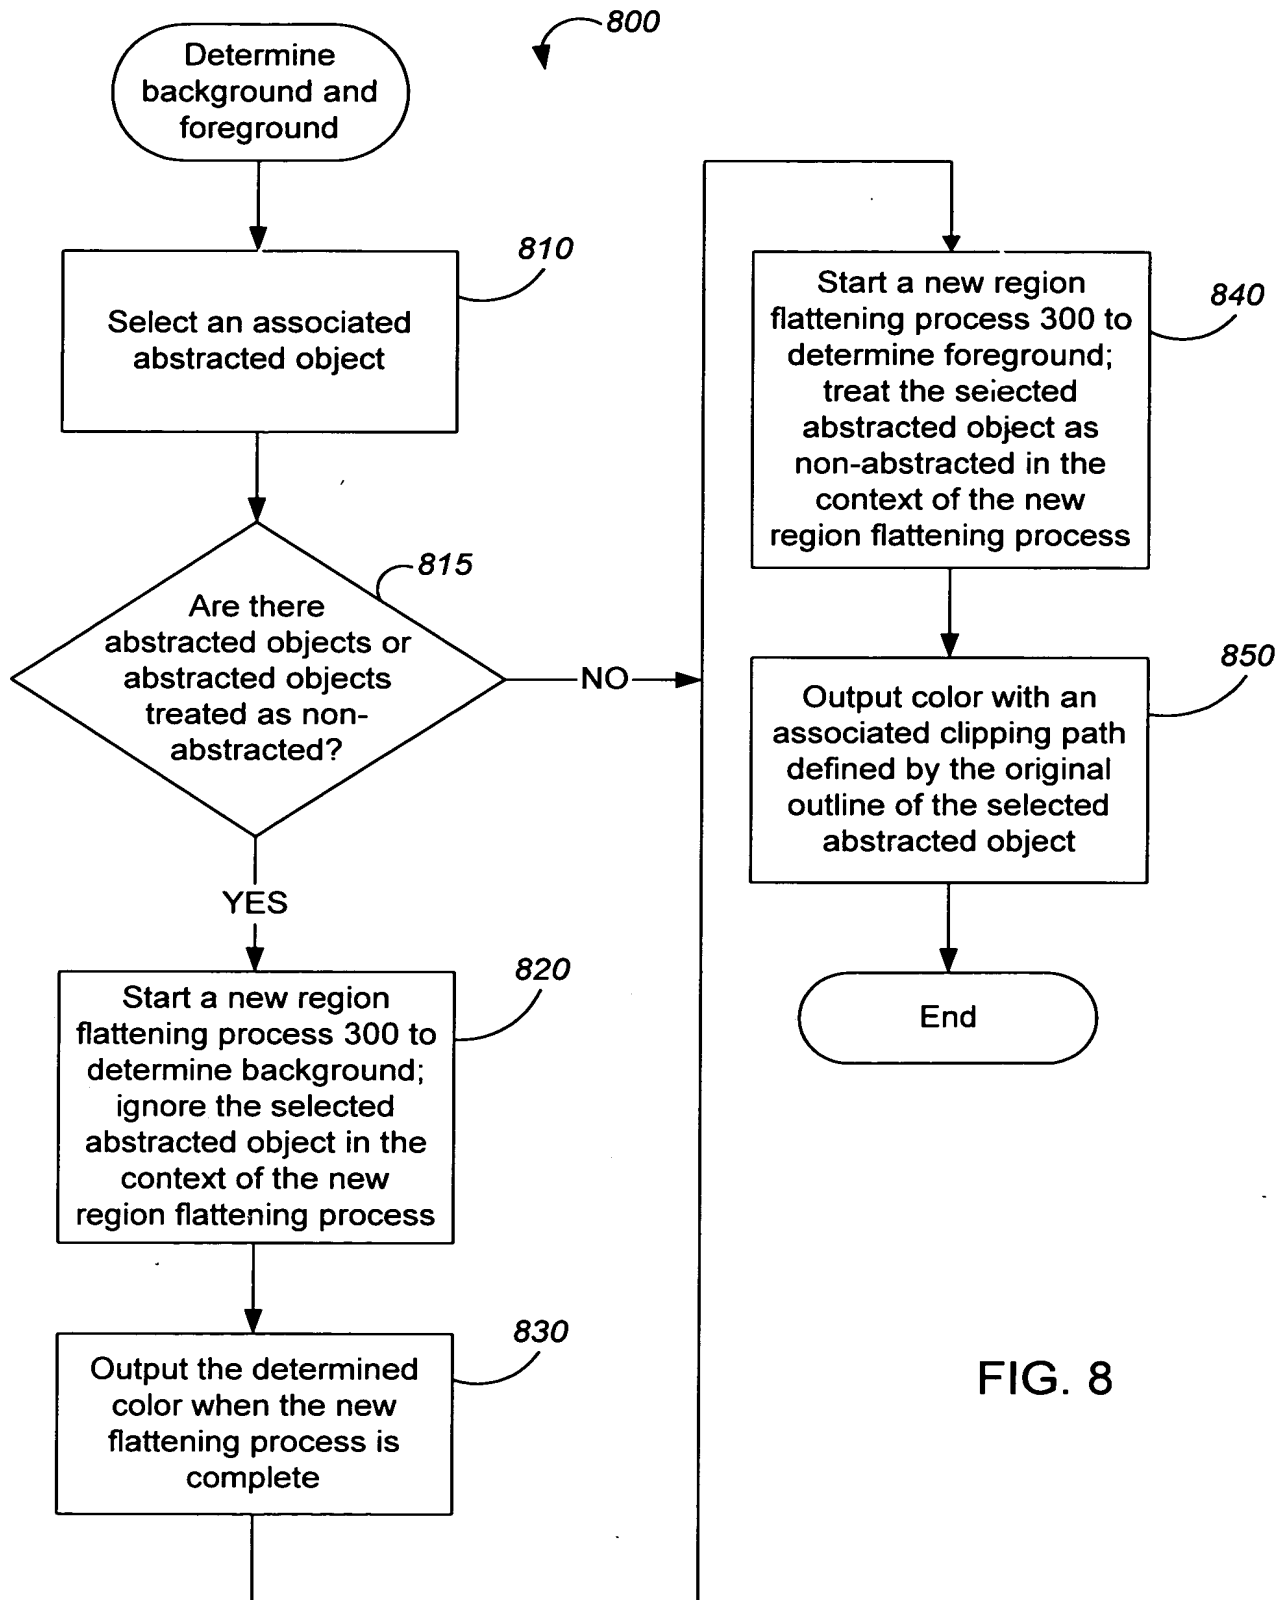 800
Determine
background and
foreground
810
Select an associated
abstracted object
815
Are there
abstracted objects or
abstracted objects
treated as non-
abstracted?
NO
YES
820
Start a new region
flattening process 300 to
determine background;
ignore the selected
abstracted object in the
context of the new
region flattening process
830
Output the determined
color when the new
flattening process is
complete
840
Start a new region
flattening process 300 to
determine foreground;
treat the selected
abstracted object as
non-abstracted in the
context of the new
region flattening process
850
Output color with an
associated clipping path
defined by the original
outline of the selected
abstracted object
End
FIG. 8